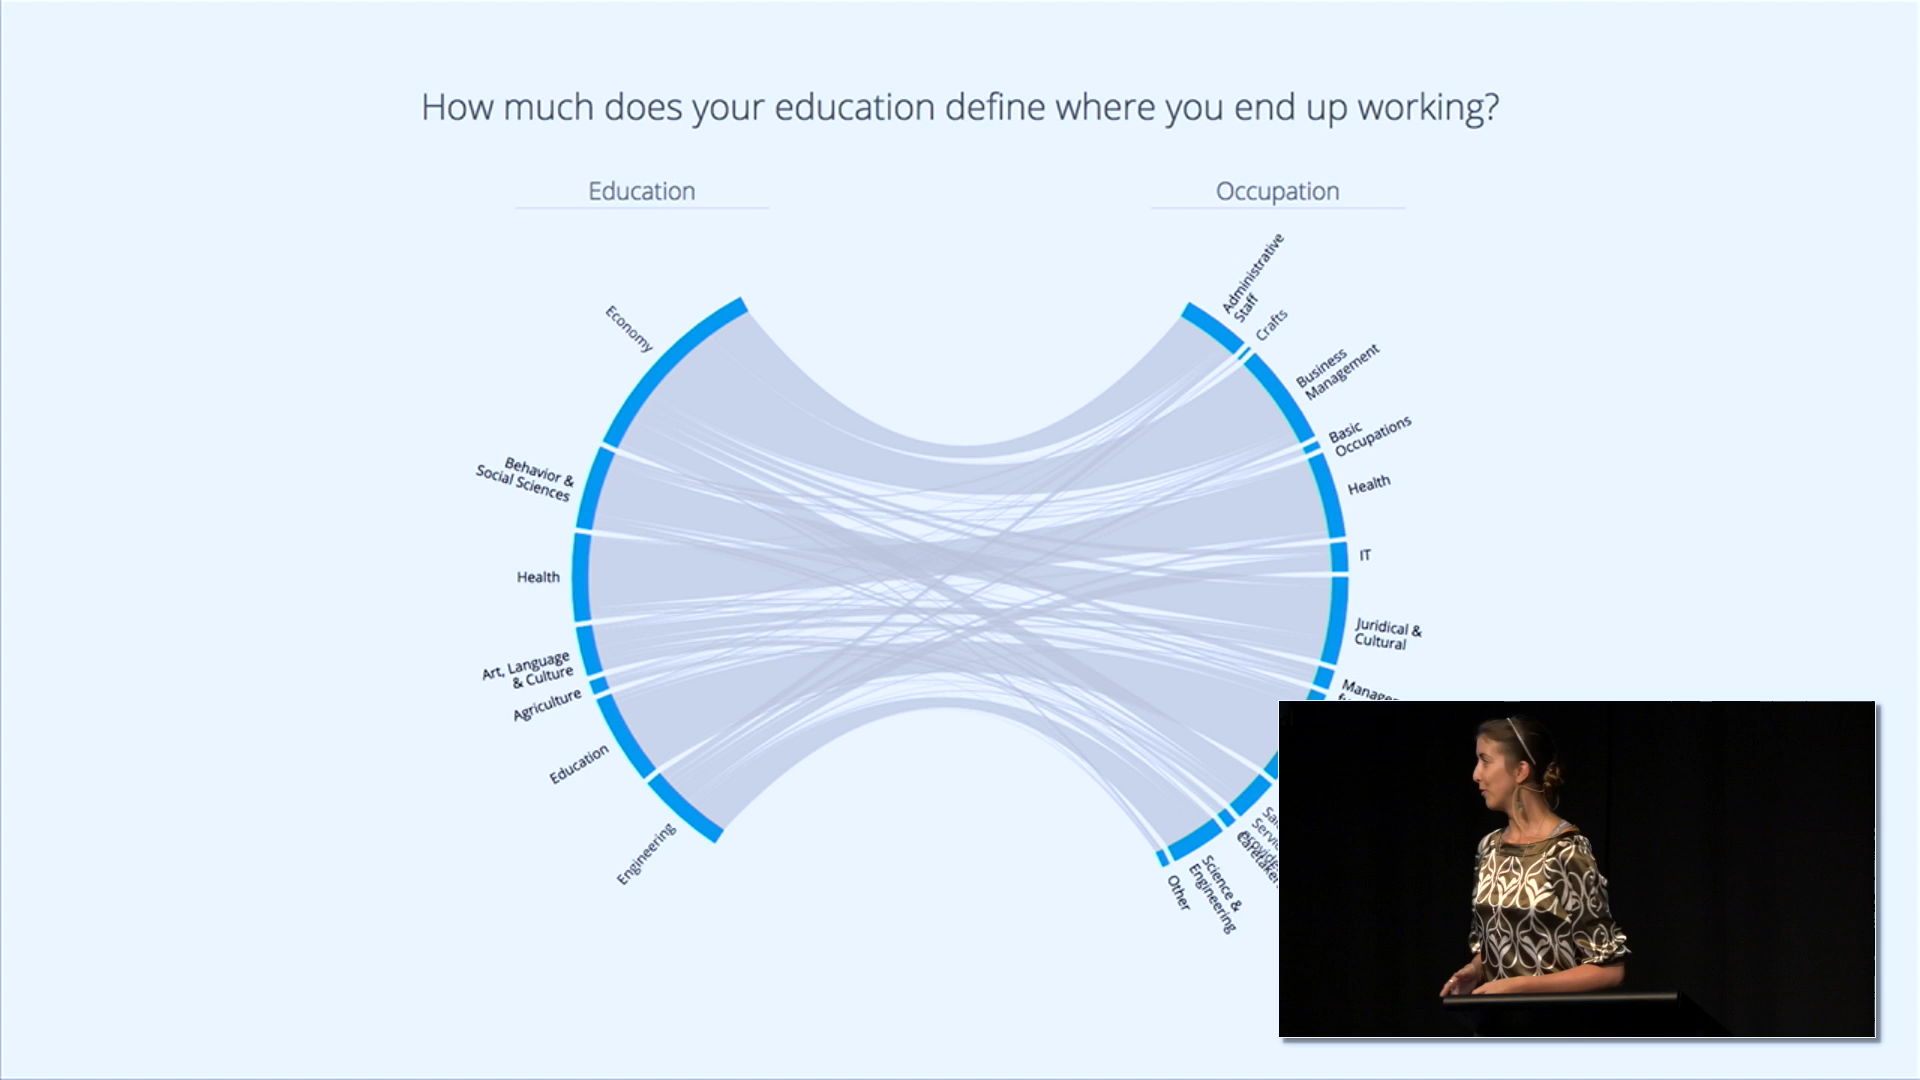 How much does your education define where you end up working?
Education
Occupation
Economy
Behavior &
Social Sciences
Health
Art, Language
& Culture
Agriculture
Education
Engineering
Administrative
Staff
Crafts
Business
Management
Basic
Occupations
Health
IT
Juridical &
Cultural
Science &
Engineering
Other